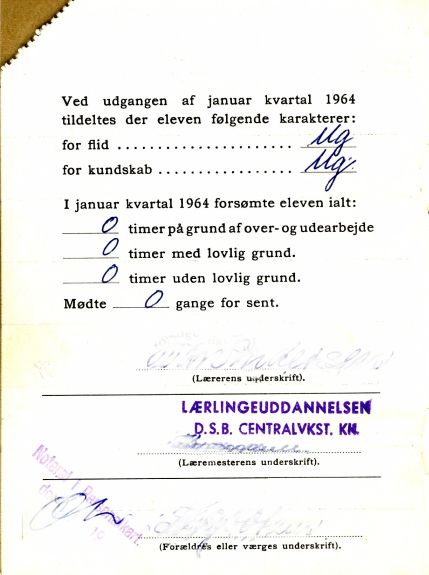 Ved udgangen af januar kvartal 1964
tildeltes der eleven følgende karakterer:
for flid ...................... Ug
for kundskab ................. Ug.
I januar kvartal 1964 forsømte eleven ialt:
0 timer på grund af over- og udearbejde
0 timer med lovlig grund.
0 timer uden lovlig grund.
Mødte 0 gange for sent.
(Lærerens underskrift).
LÆRLINGEUDDANNELSEN
D.S.B. CENTRALVKST. KH.
(Læremesterens underskrift).
Noteret i
(Forældres eller værges underskrift).